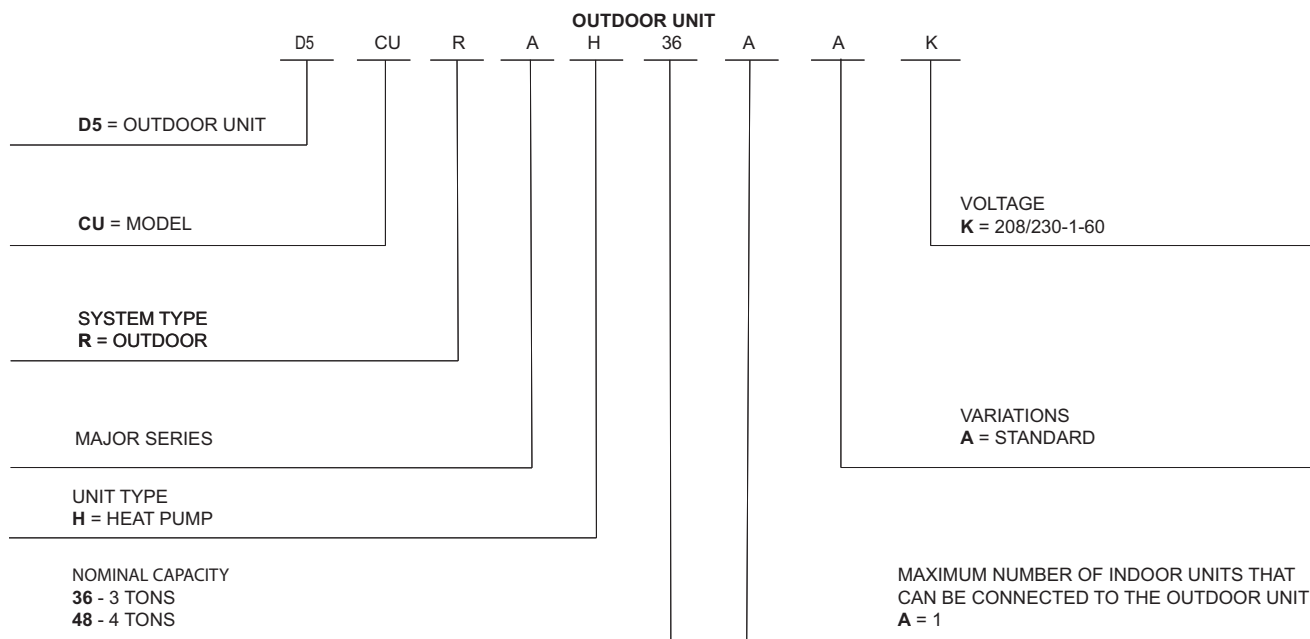 OUTDOOR UNIT
D5 CU R A H 36 A A K
D5 = OUTDOOR UNIT
CU = MODEL
VOLTAGE
K = 208/230-1-60
SYSTEM TYPE
R = OUTDOOR
MAJOR SERIES
VARIATIONS
A = STANDARD
UNIT TYPE
H = HEAT PUMP
NOMINAL CAPACITY
36 - 3 TONS
48 - 4 TONS
MAXIMUM NUMBER OF INDOOR UNITS THAT
CAN BE CONNECTED TO THE OUTDOOR UNIT
A = 1